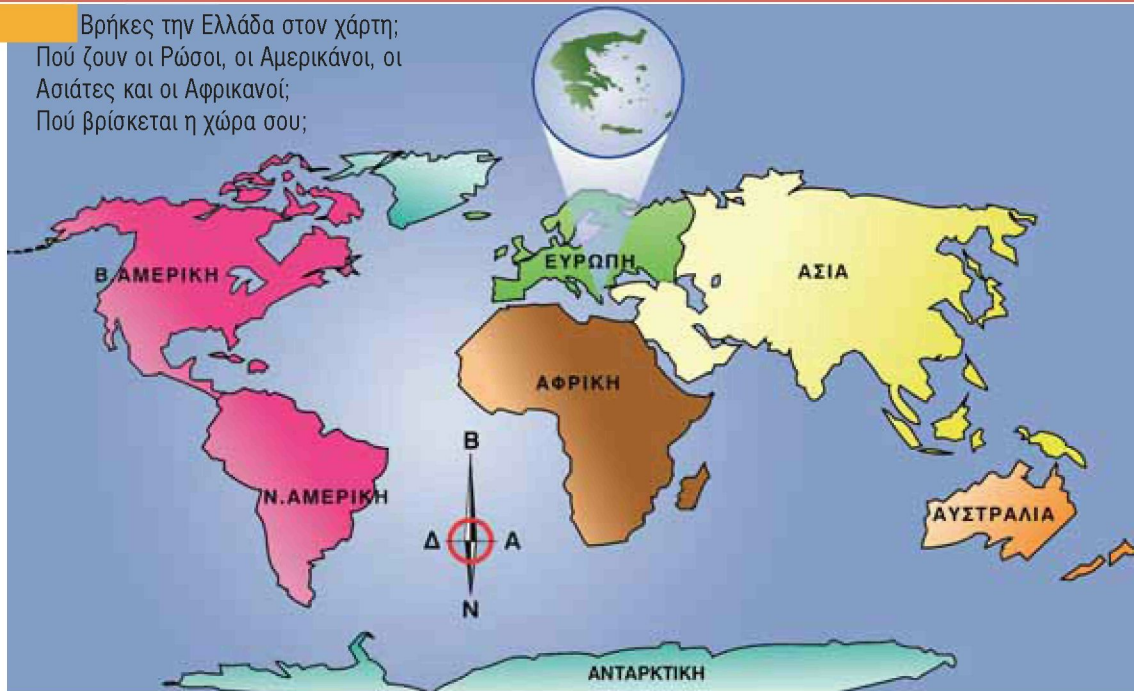 Βρήκες την Ελλάδα στον χάρτη;
Πού ζουν οι Ρώσοι, οι Αμερικάνοι, οι
Ασιάτες και οι Αφρικανοί;
Πού βρίσκεται η χώρα σου;
Β.ΑΜΕΡΙΚΗ
ΕΥΡΩΠΗ
ΑΣΙΑ
ΑΦΡΙΚΗ
Ν.ΑΜΕΡΙΚΗ
Β
Δ Α
Ν
ΑΥΣΤΡΑΛΙΑ
ΑΝΤΑΡΚΤΙΚΗ